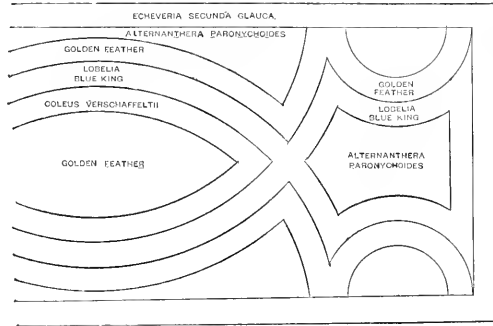 ECHEVERIA SECUNDA GLAUCA.
ALTERNANTHERA PARONYCHOIDES
GOLDEN FEATHER
LOBELIA
BLUE KING
COLEUS VERSCHAFFELTII
GOLDEN FEATHER
GOLDEN
FEATHER
LOBELIA
BLUE KING
ALTERNANTHERA
PARONYCHOIDES